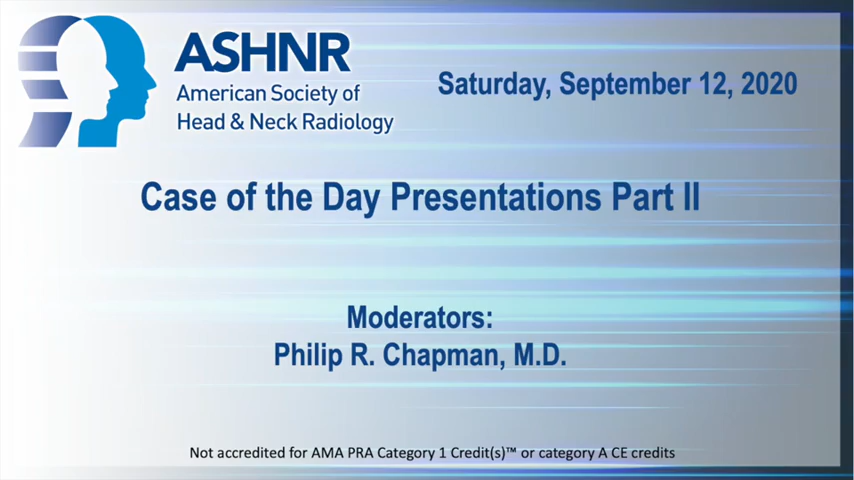 ASHNR
American Society of
Head & Neck Radiology
Saturday, September 12, 2020
Case of the Day Presentations Part II
Moderators:
Philip R. Chapman, M.D.
Not accredited for AMA PRA Category 1 Credit(s)™ or category A CE credits